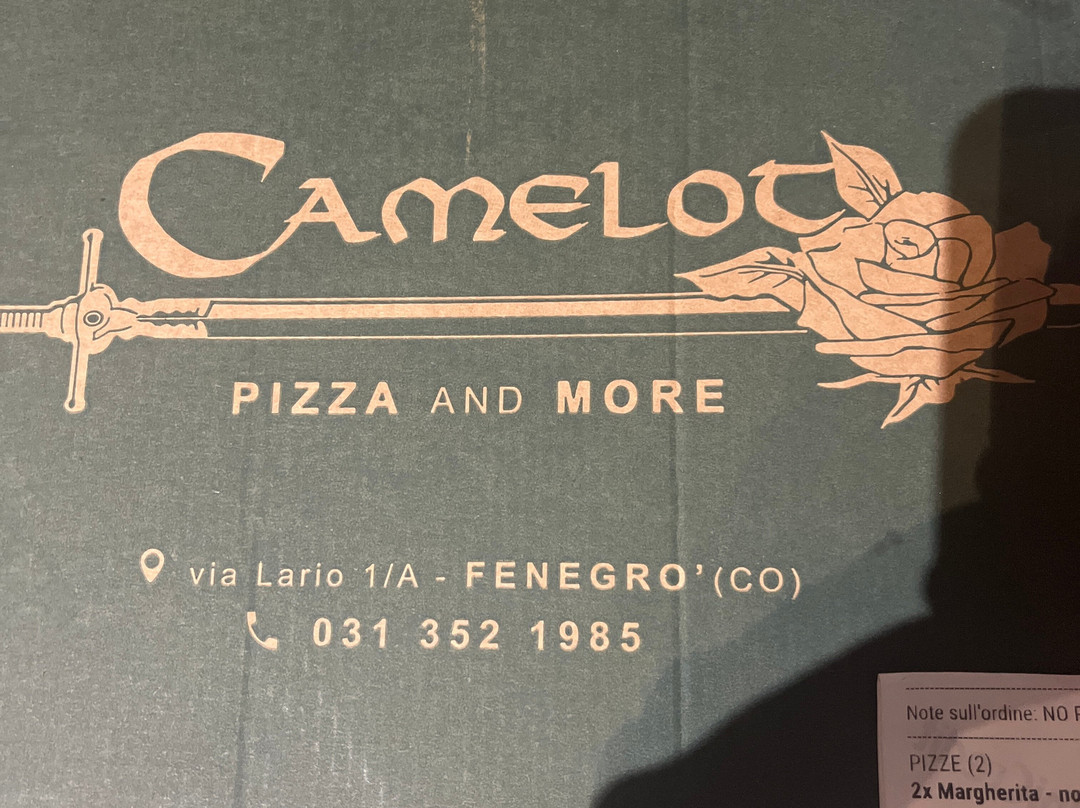 CAMELOT
PIZZA AND MORE
via Lario 1/A - FENEGRO' (CO)
031 352 1985
Note sull'ordine: NO
PIZZE (2)
2x Margherita - no